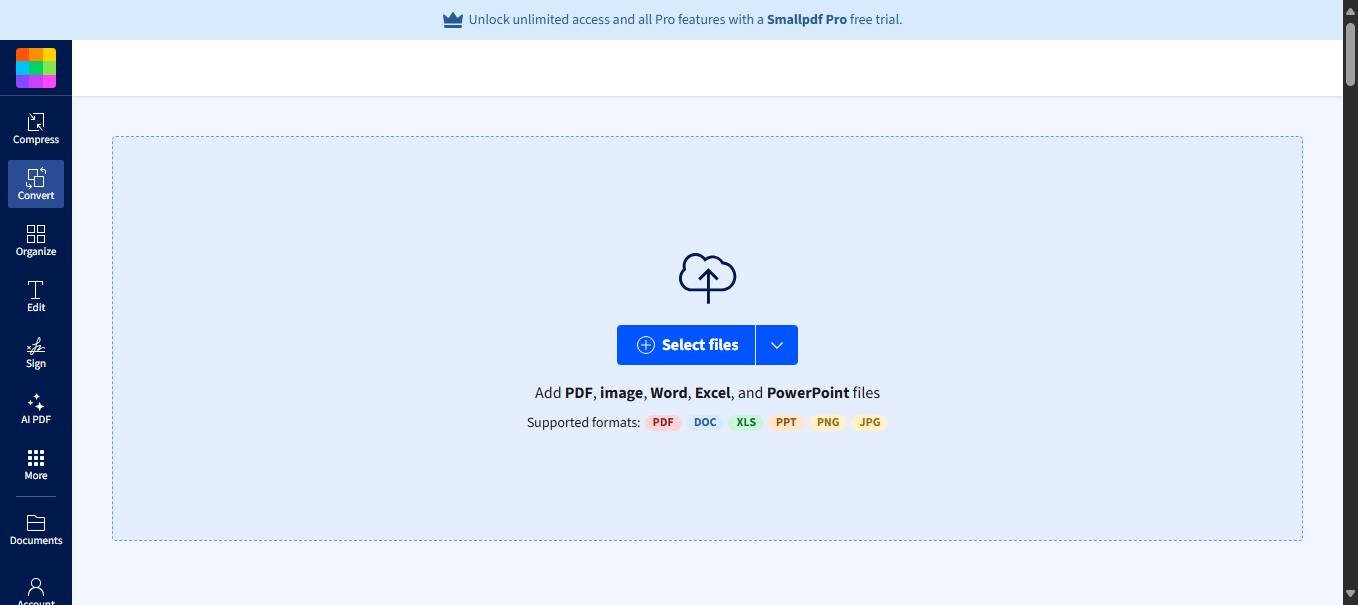 Unlock unlimited access and all Pro features with a Smallpdf Pro free trial.
Compress
Convert
Organize
Edit
Sign
AI PDF
More
Documents
Account
Select files
Add PDF, image, Word, Excel, and PowerPoint files
Supported formats: PDF DOC XLS PPT PNG JPG